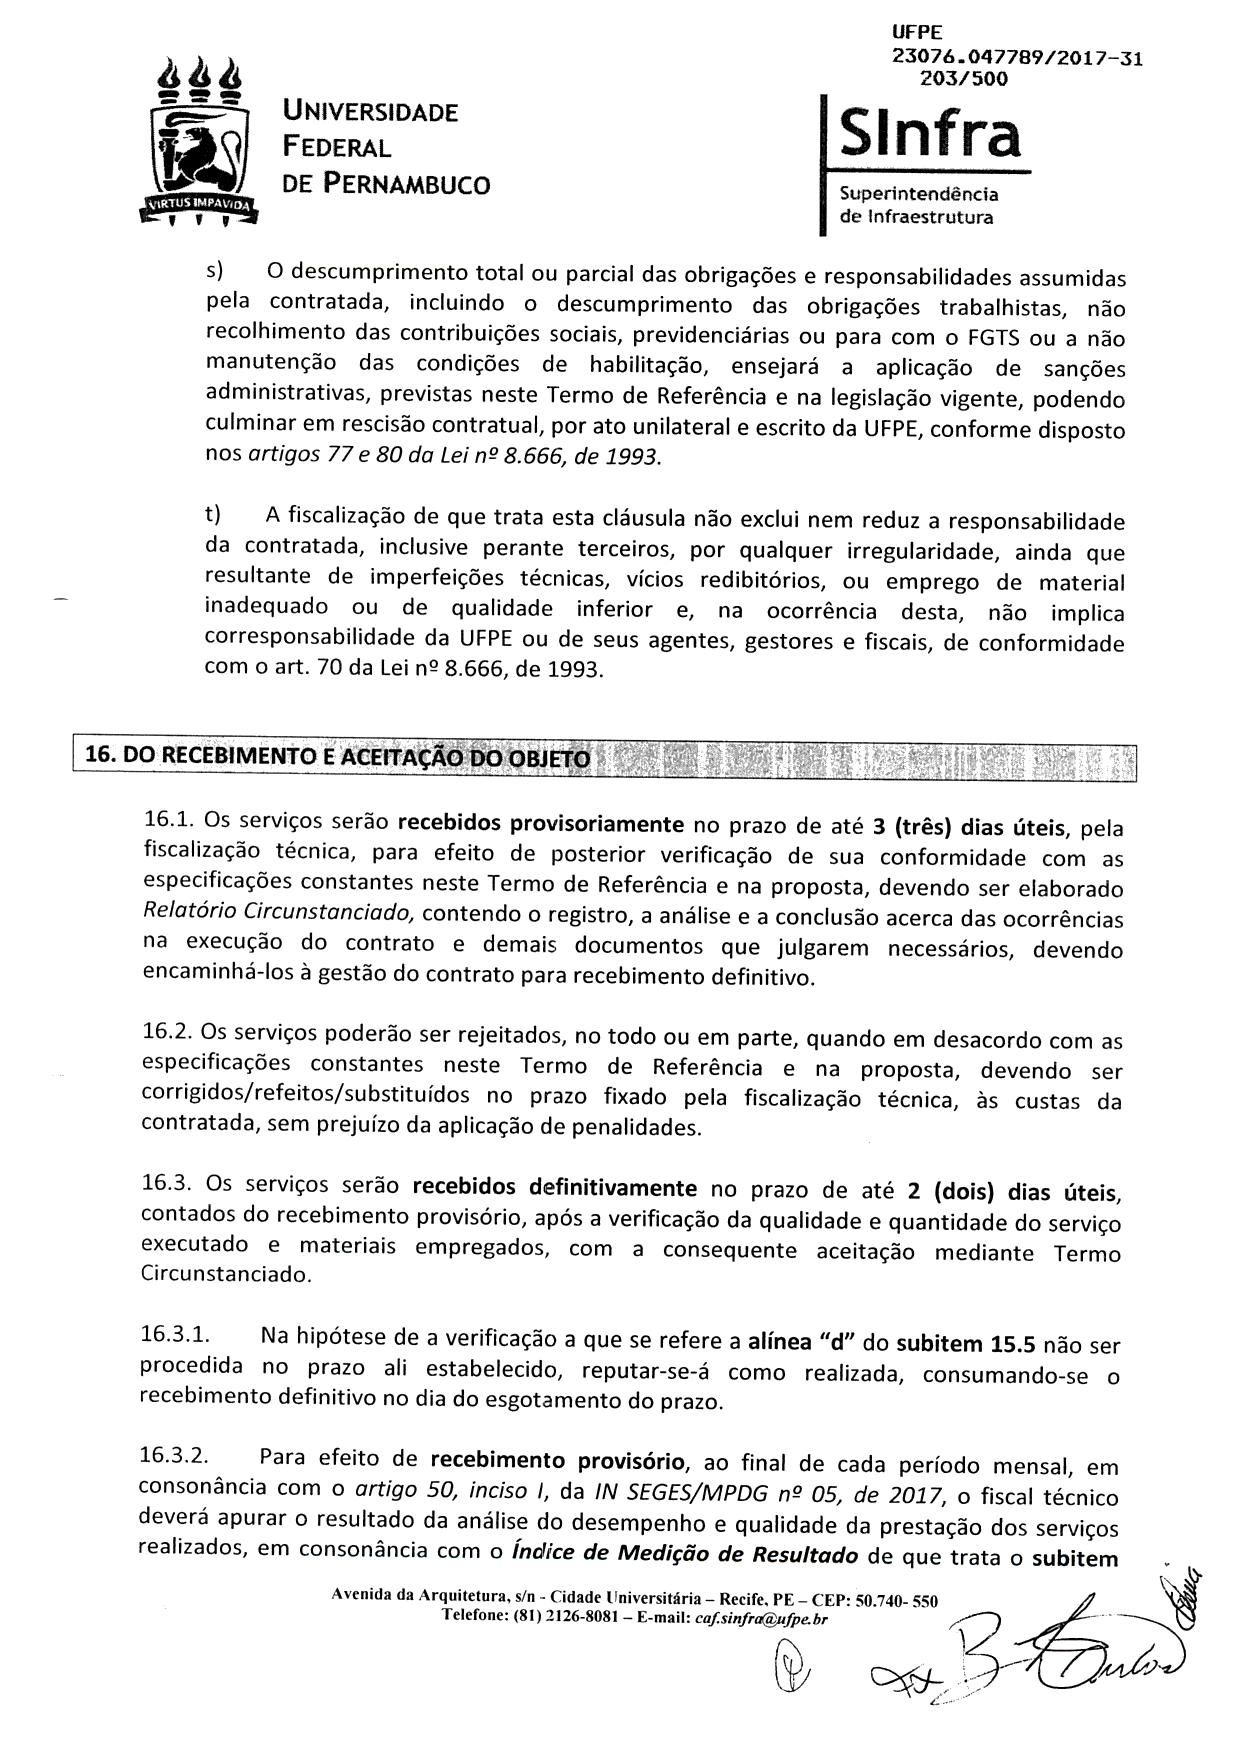 UFPE
23076.047789/2017-31
203/500
UNIVERSIDADE
FEDERAL
DE PERNAMBUCO
VIRTUS IMPAVIDA
SInfra
Superintendência
de Infraestrutura
s) O descumprimento total ou parcial das obrigações e responsabilidades assumidas
pela contratada, incluindo o descumprimento das obrigações trabalhistas, não
recolhimento das contribuições sociais, previdenciárias ou para com o FGTS ou a não
manutenção das condições de habilitação, ensejará a aplicação de sanções
administrativas, previstas neste Termo de Referência e na legislação vigente, podendo
culminar em rescisão contratual, por ato unilateral e escrito da UFPE, conforme disposto
nos artigos 77 e 80 da Lei nº 8.666, de 1993.
t) A fiscalização de que trata esta cláusula não exclui nem reduz a responsabilidade
da contratada, inclusive perante terceiros, por qualquer irregularidade, ainda que
resultante de imperfeições técnicas, vícios redibitórios, ou emprego de material
inadequado ou de qualidade inferior e, na ocorrência desta, não implica
corresponsabilidade da UFPE ou de seus agentes, gestores e fiscais, de conformidade
com o art. 70 da Lei nº 8.666, de 1993.
16. DO RECEBIMENTO E ACEITAÇÃO DO OBJETO
16.1. Os serviços serão recebidos provisoriamente no prazo de até 3 (três) dias úteis, pela
fiscalização técnica, para efeito de posterior verificação de sua conformidade com as
especificações constantes neste Termo de Referência e na proposta, devendo ser elaborado
Relatório Circunstanciado, contendo o registro, a análise e a conclusão acerca das ocorrências
na execução do contrato e demais documentos que julgarem necessários, devendo
encaminhá-los à gestão do contrato para recebimento definitivo.
16.2. Os serviços poderão ser rejeitados, no todo ou em parte, quando em desacordo com as
especificações constantes neste Termo de Referência e na proposta, devendo ser
corrigidos/refeitos/substituídos no prazo fixado pela fiscalização técnica, às custas da
contratada, sem prejuízo da aplicação de penalidades.
16.3. Os serviços serão recebidos definitivamente no prazo de até 2 (dois) dias úteis,
contados do recebimento provisório, após a verificação da qualidade e quantidade do serviço
executado e materiais empregados, com a consequente aceitação mediante Termo
Circunstanciado.
16.3.1. Na hipótese de a verificação a que se refere a alínea “d” do subitem 15.5 não ser
procedida no prazo ali estabelecido, reputar-se-á como realizada, consumando-se o
recebimento definitivo no dia do esgotamento do prazo.
16.3.2. Para efeito de recebimento provisório, ao final de cada período mensal, em
consonância com o artigo 50, inciso I, da IN SEGES/MPDG nº 05, de 2017, o fiscal técnico
deverá apurar o resultado da análise do desempenho e qualidade da prestação dos serviços
realizados, em consonância com o Índice de Medição de Resultado de que trata o subitem
Avenida da Arquitetura, s/n - Cidade Universitária – Recife, PE – CEP: 50.740- 550
Telefone: (81) 2126-8081 – E-mail: caf.sinfra@ufpe.br